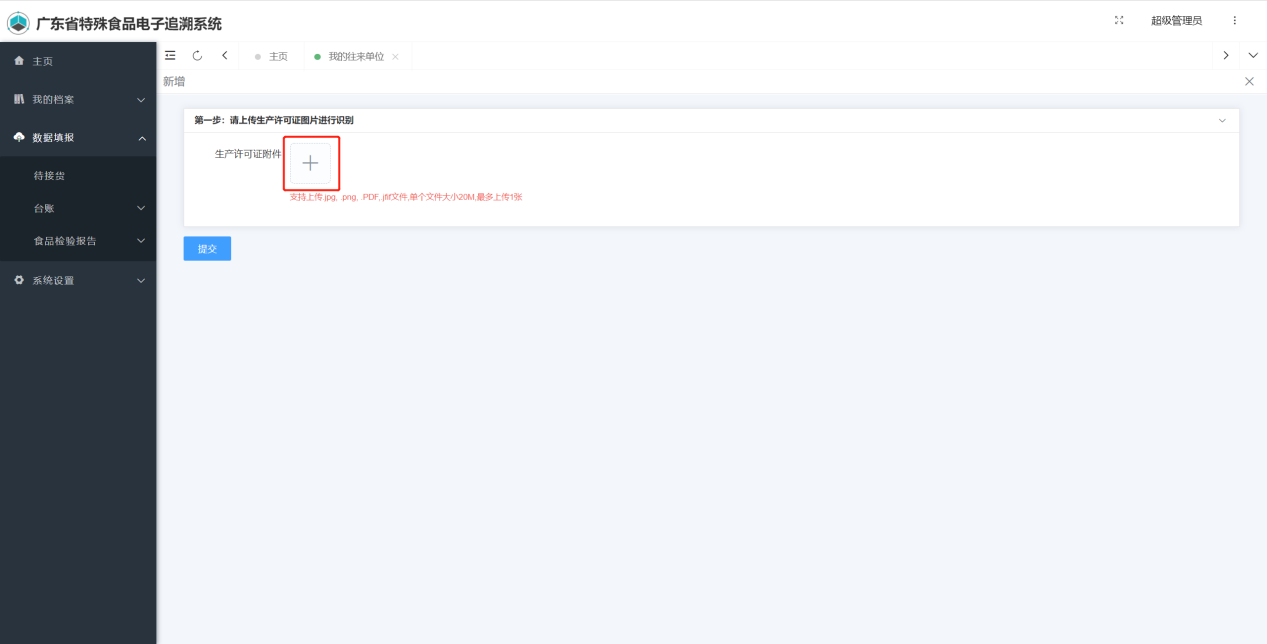 广东省特殊食品电子追溯系统
超级管理员
主页
我的档案
数据填报
待接货
台账
食品检验报告
系统设置
主页
我的往来单位
新增
第一步：请上传生产许可证图片进行识别
生产许可证附件
支持上传.jpg, .png, .PDF,.jfif文件,单个文件大小20M,最多上传1张
提交